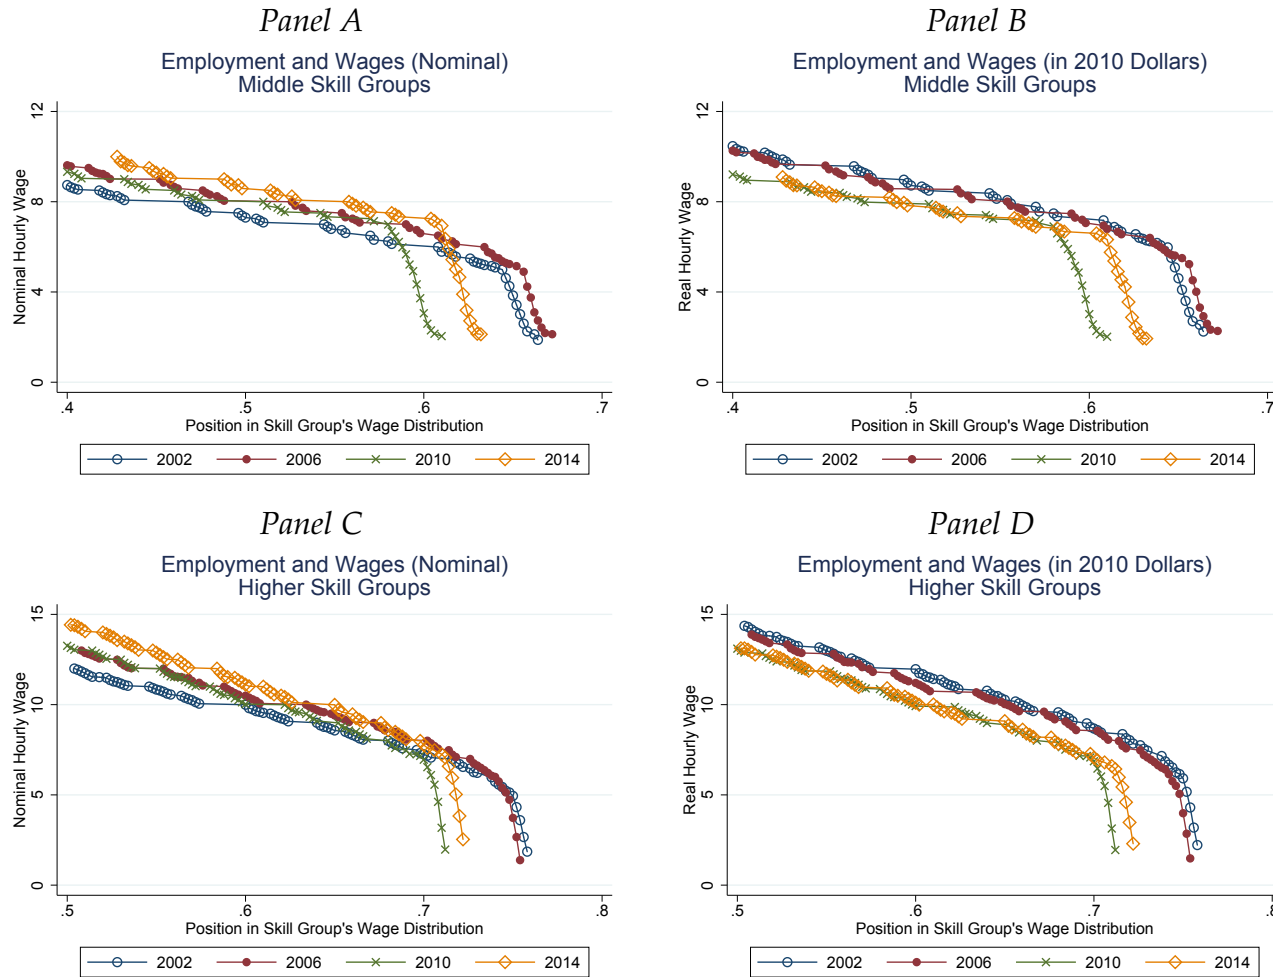 Panel A
Employment and Wages (Nominal)
Middle Skill Groups
Nominal Hourly Wage
12
8
4
0
.4 .5 .6 .7
Position in Skill Group's Wage Distribution
2002 2006 2010 2014
Panel B
Employment and Wages (in 2010 Dollars)
Middle Skill Groups
Real Hourly Wage
12
8
4
0
.4 .5 .6 .7
Position in Skill Group's Wage Distribution
2002 2006 2010 2014
Panel C
Employment and Wages (Nominal)
Higher Skill Groups
Nominal Hourly Wage
15
10
5
0
.5 .6 .7 .8
Position in Skill Group's Wage Distribution
2002 2006 2010 2014
Panel D
Employment and Wages (in 2010 Dollars)
Higher Skill Groups
Real Hourly Wage
15
10
5
0
.5 .6 .7 .8
Position in Skill Group's Wage Distribution
2002 2006 2010 2014